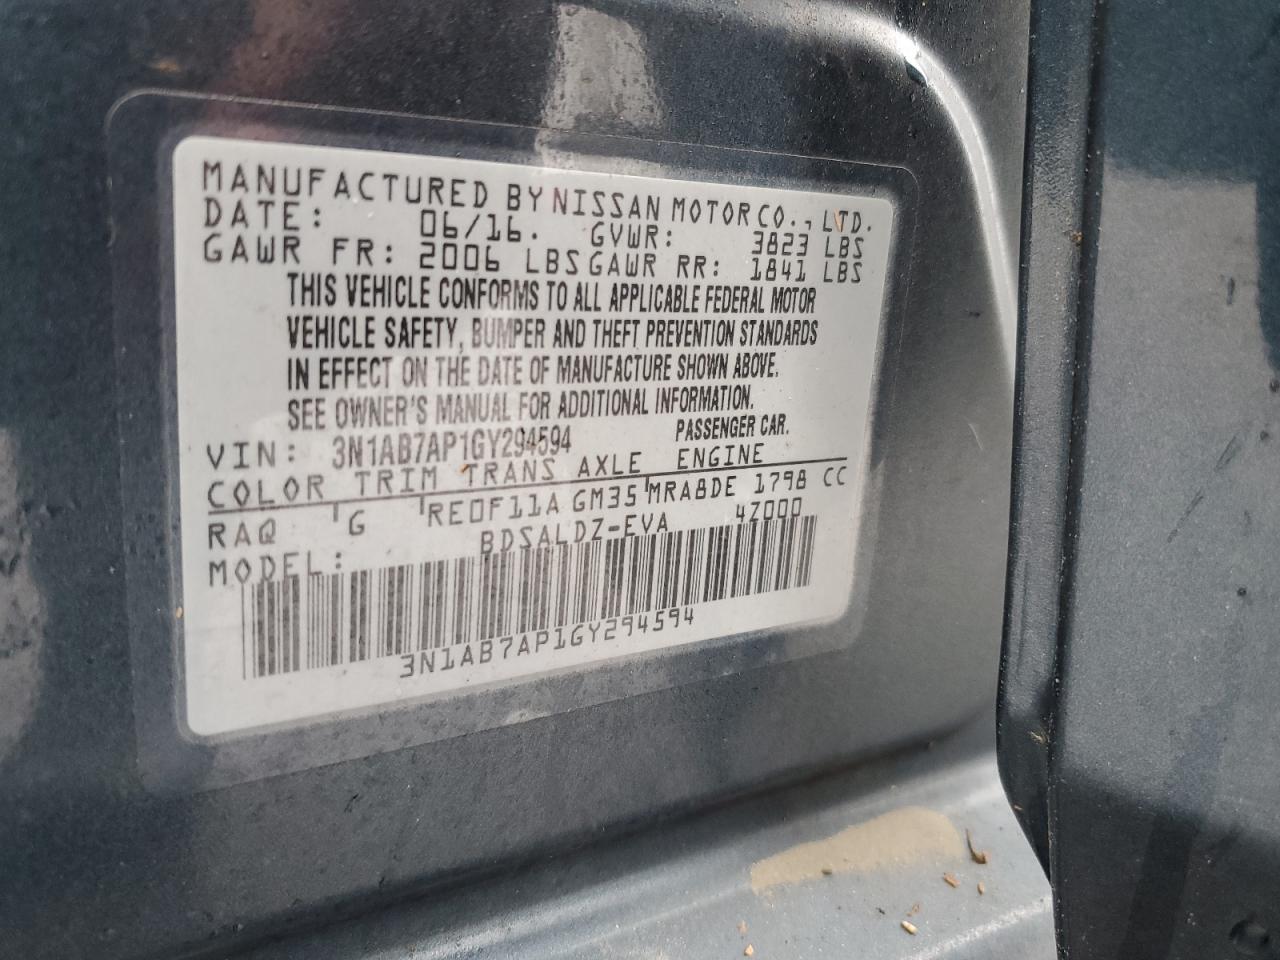 MANUFACTURED BY NISSAN MOTOR CO., LTD.
DATE: 06/16. GVWR: 3823 LBS
GAWR FR: 2006 LBS GAWR RR: 1841 LBS
THIS VEHICLE CONFORMS TO ALL APPLICABLE FEDERAL MOTOR
VEHICLE SAFETY, BUMPER AND THEFT PREVENTION STANDARDS
IN EFFECT ON THE DATE OF MANUFACTURE SHOWN ABOVE.
SEE OWNER'S MANUAL FOR ADDITIONAL INFORMATION.
VIN: 3N1AB7AP1GY294594 PASSENGER CAR.
COLOR TRIM TRANS AXLE ENGINE
RAQ G RE0F11A GM35 MRA8DE 1798 CC
MODEL: BDSALDZ-EVA 4Z000
3N1AB7AP1GY294594